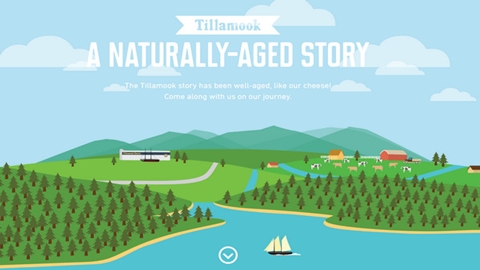 Tillamook
A NATURALLY-AGED STORY
The Tillamook story has been well-aged, like our cheese!
Come along with us on our journey.